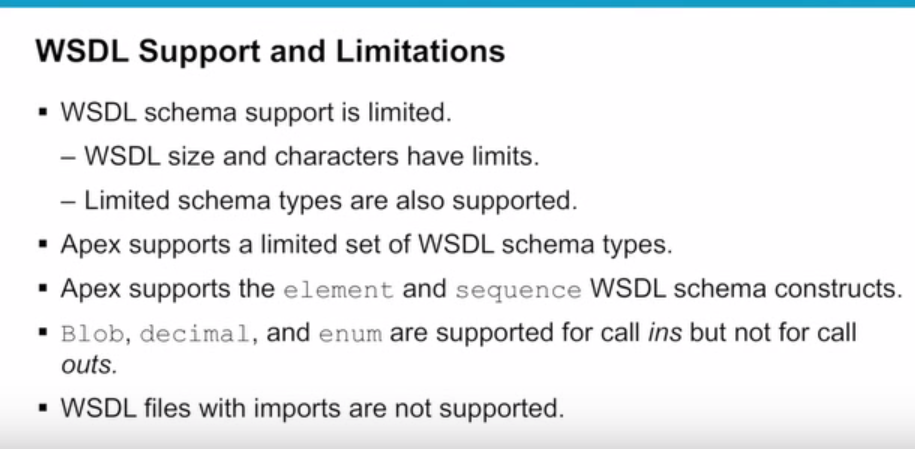 WSDL Support and Limitations
▪ WSDL schema support is limited.
– WSDL size and characters have limits.
– Limited schema types are also supported.
▪ Apex supports a limited set of WSDL schema types.
▪ Apex supports the element and sequence WSDL schema constructs.
▪ Blob, decimal, and enum are supported for call ins but not for call
outs.
▪ WSDL files with imports are not supported.